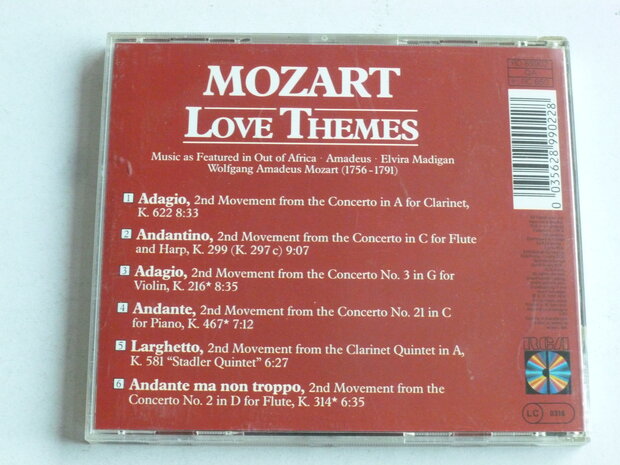 MOZART
LOVE THEMES
Music as Featured in Out of Africa · Amadeus · Elvira Madigan
Wolfgang Amadeus Mozart (1756-1791)
1 Adagio, 2nd Movement from the Concerto in A for Clarinet,
K. 622 8:33
2 Andantino, 2nd Movement from the Concerto in C for Flute
and Harp, K. 299 (K. 297 c) 9:07
3 Adagio, 2nd Movement from the Concerto No. 3 in G for
Violin, K. 216* 8:35
4 Andante, 2nd Movement from the Concerto No. 21 in C
for Piano, K. 467* 7:12
5 Larghetto, 2nd Movement from the Clarinet Quintet in A,
K. 581 "Stadler Quintet" 6:27
6 Andante ma non troppo, 2nd Movement from the
Concerto No. 2 in D for Flute, K. 314* 6:35
0 035628 990228
RCA
LC 0316